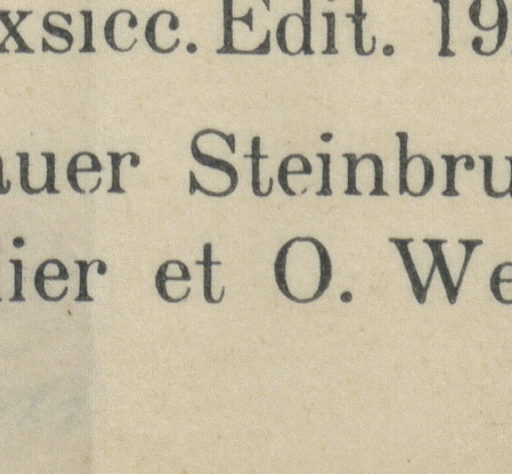 xsicc. Edit. 19
auer Steinbru
ier et O. We